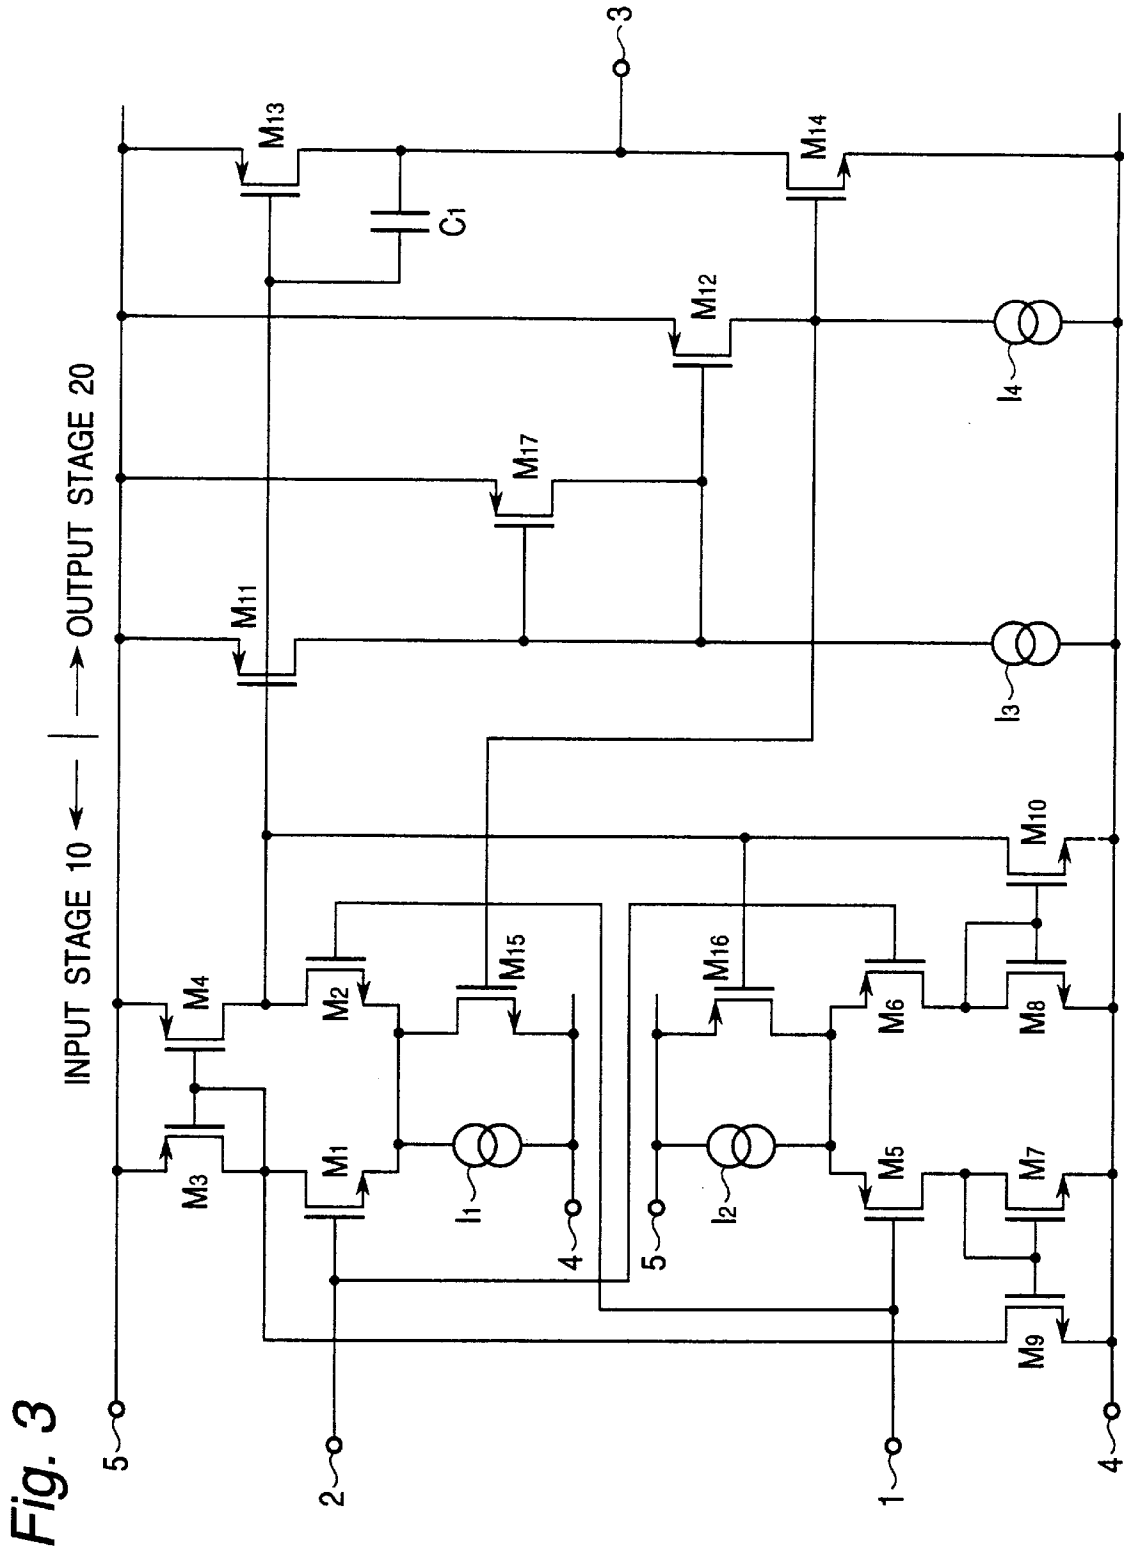 Fig. 3
INPUT STAGE 10 ← | → OUTPUT STAGE 20
5
M3
M4
M11
M13
C1
3
M17
M12
M14
2
M1
M2
M15
I1
4
5
I2
M16
1
M5
M6
M9
M7
M8
M10
I3
I4
4